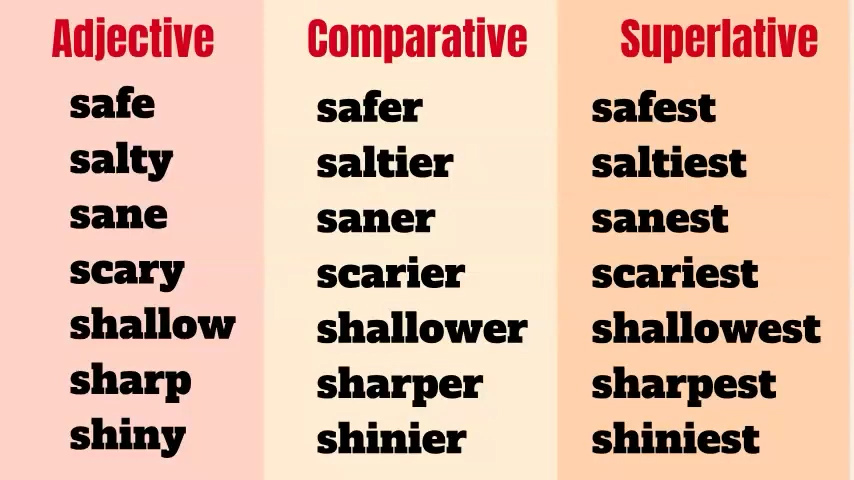 Adjective Comparative Superlative
safe safer safest
salty saltier saltiest
sane saner sanest
scary scarier scariest
shallow shallower shallowest
sharp sharper sharpest
shiny shinier shiniest